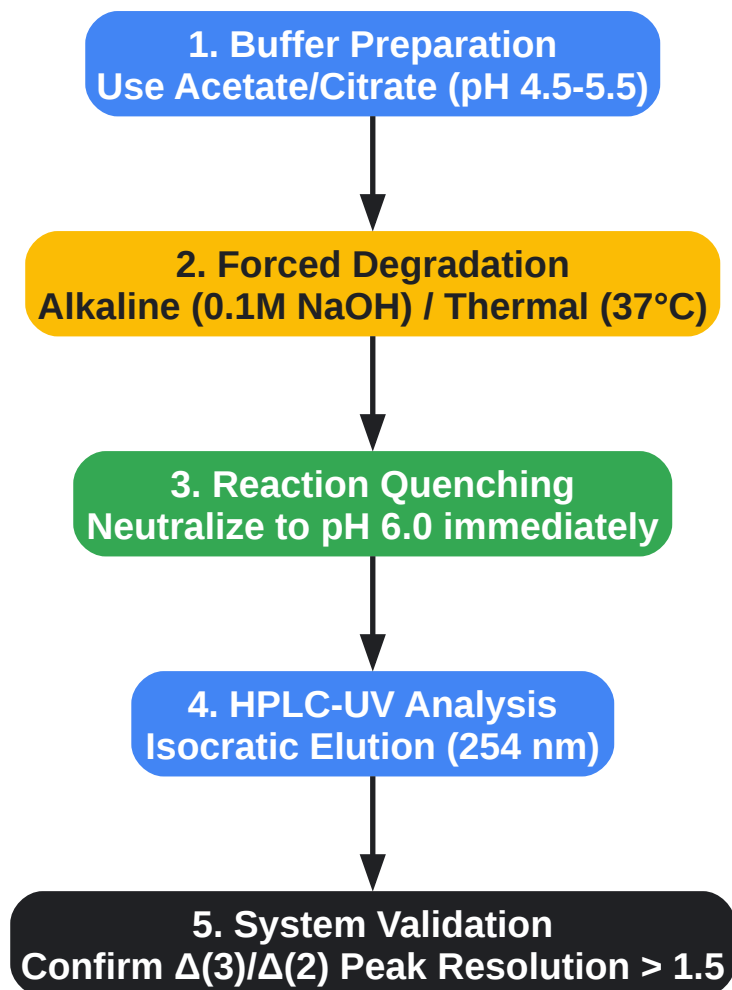 1. Buffer Preparation
Use Acetate/Citrate (pH 4.5-5.5)
2. Forced Degradation
Alkaline (0.1M NaOH) / Thermal (37°C)
3. Reaction Quenching
Neutralize to pH 6.0 immediately
4. HPLC-UV Analysis
Isocratic Elution (254 nm)
5. System Validation
Confirm Δ(3)/Δ(2) Peak Resolution > 1.5